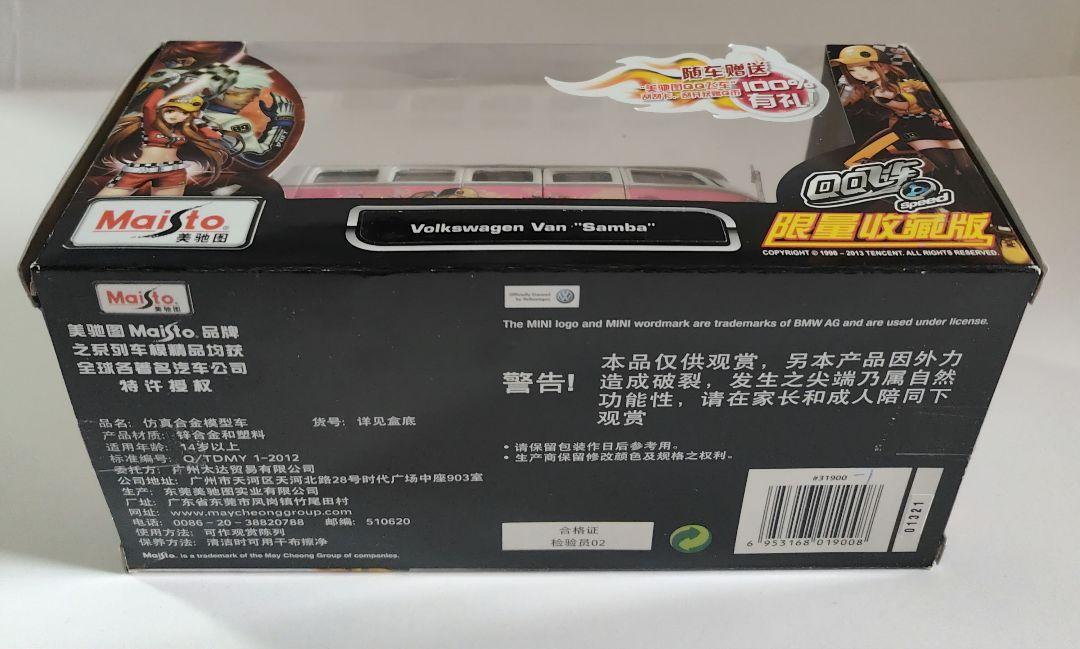 随车赠送
"美驰图QQ飞车"
100%
有礼
QQ飞车
speed
限量收藏版
COPYRIGHT © 1998 - 2013 TENCENT. ALL RIGHTS RESERVED.
Maisto
美驰图
Volkswagen Van "Samba"
Maisto
美驰图
美驰图 Maisto 品牌
之系列车模精品均获
全球各著名汽车公司
特许授权
品名: 仿真合金模型车 货号: 详见盒底
产品材质: 锌合金和塑料
适用年龄: 14岁以上
标准编号: Q/TDMY 1-2012
委托方: 广州太达贸易有限公司
公司地址: 广州市天河区天河北路28号时代广场中座903室
生产: 东莞美驰图实业有限公司
厂址: 广东省东莞市凤岗镇竹尾田村
网址: www.maycheonggroup.com
电话: 0086-20-38820788 邮编: 510620
使用方法: 可作观赏陈列
保养方法: 清洁时可用干布擦净
Maisto. is a trademark of the May Cheong Group of companies.
Officially licensed
by Volkswagen
The MINI logo and MINI wordmark are trademarks of BMW AG and are used under license.
警告!
本品仅供观赏，另本产品因外力
造成破裂，发生之尖端乃属自然
功能性，请在家长和成人陪同下
观赏
• 请保留包装作日后参考用。
• 生产商保留修改颜色及规格之权利。
合格证
检验员02
#31900
6 953168 019008
01321